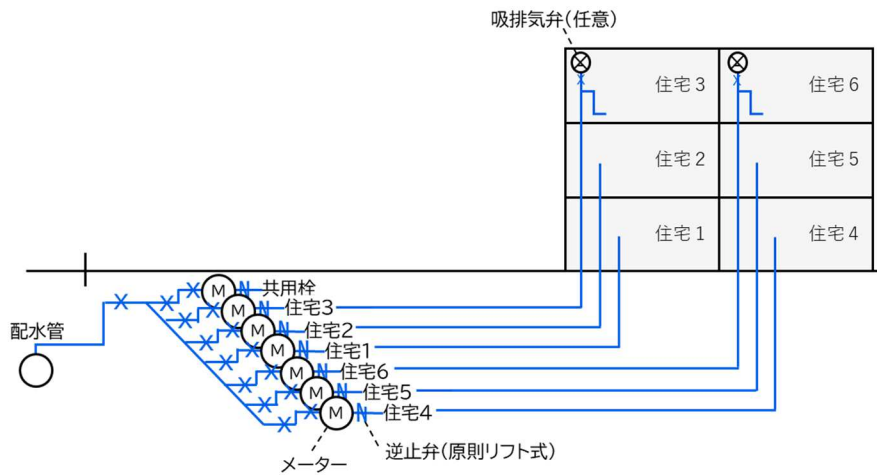 吸排気弁(任意)
住宅3
住宅6
住宅2
住宅5
住宅1
住宅4
配水管
M
共用栓
M
住宅3
M
住宅2
M
住宅1
M
住宅6
M
住宅5
M
住宅4
メーター
逆止弁(原則リフト式)